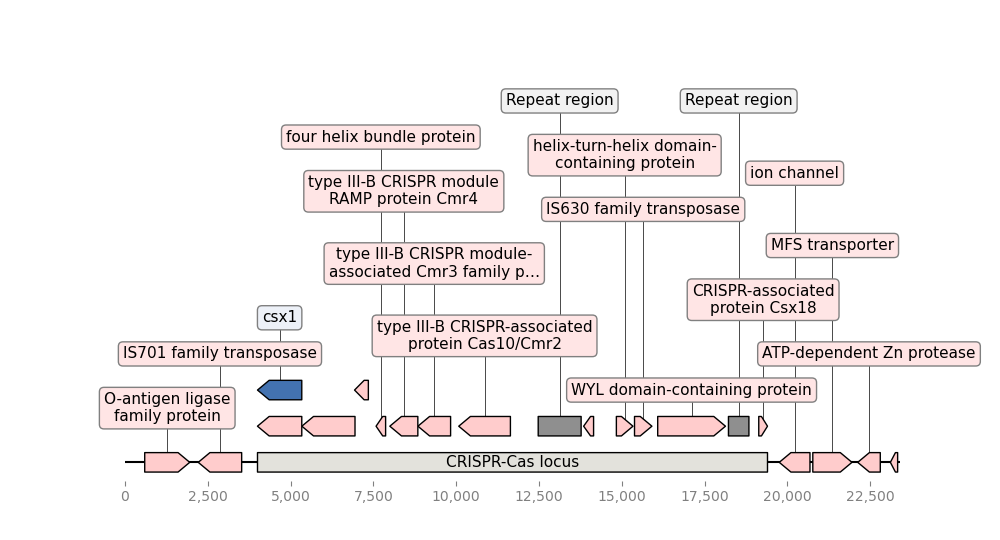 Repeat region
Repeat region
four helix bundle protein
helix-turn-helix domain-
containing protein
ion channel
type III-B CRISPR module
RAMP protein Cmr4
IS630 family transposase
MFS transporter
type III-B CRISPR module-
associated Cmr3 family p...
CRISPR-associated
protein Csx18
csx1
type III-B CRISPR-associated
protein Cas10/Cmr2
IS701 family transposase
ATP-dependent Zn protease
WYL domain-containing protein
O-antigen ligase
family protein
CRISPR-Cas locus
0 2,500 5,000 7,500 10,000 12,500 15,000 17,500 20,000 22,500